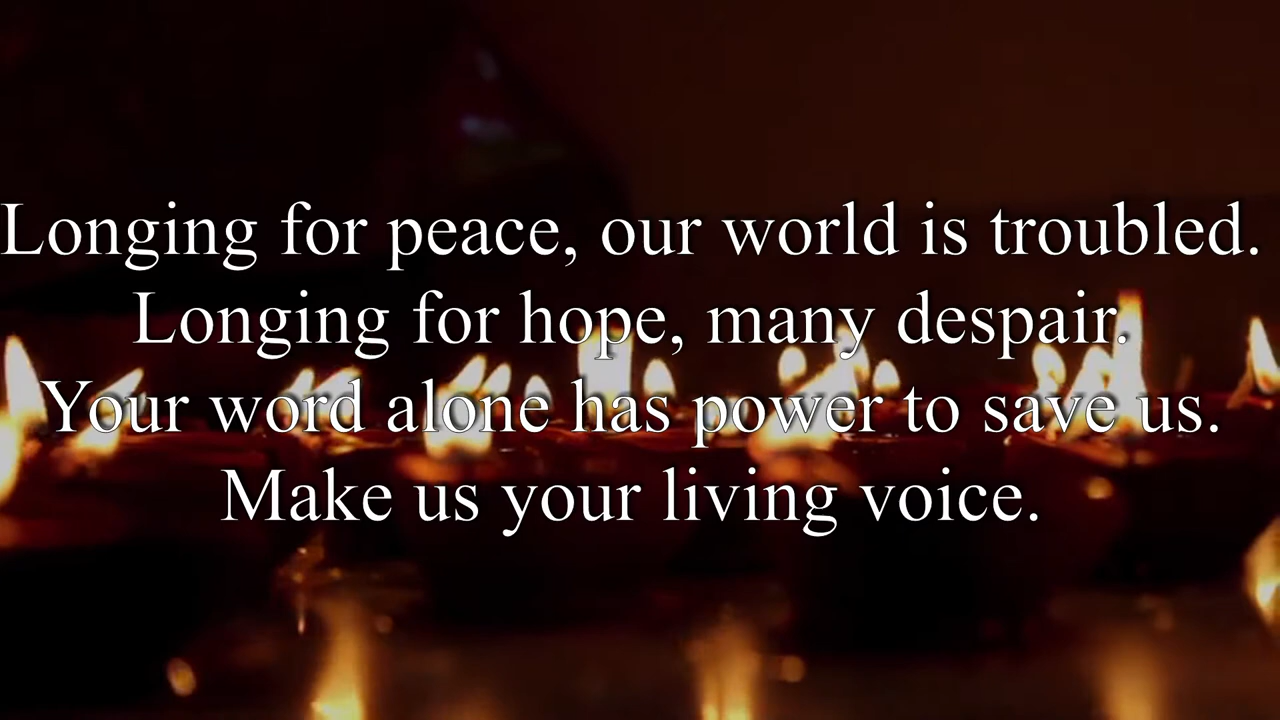 Longing for peace, our world is troubled.
Longing for hope, many despair.
Your word alone has power to save us.
Make us your living voice.